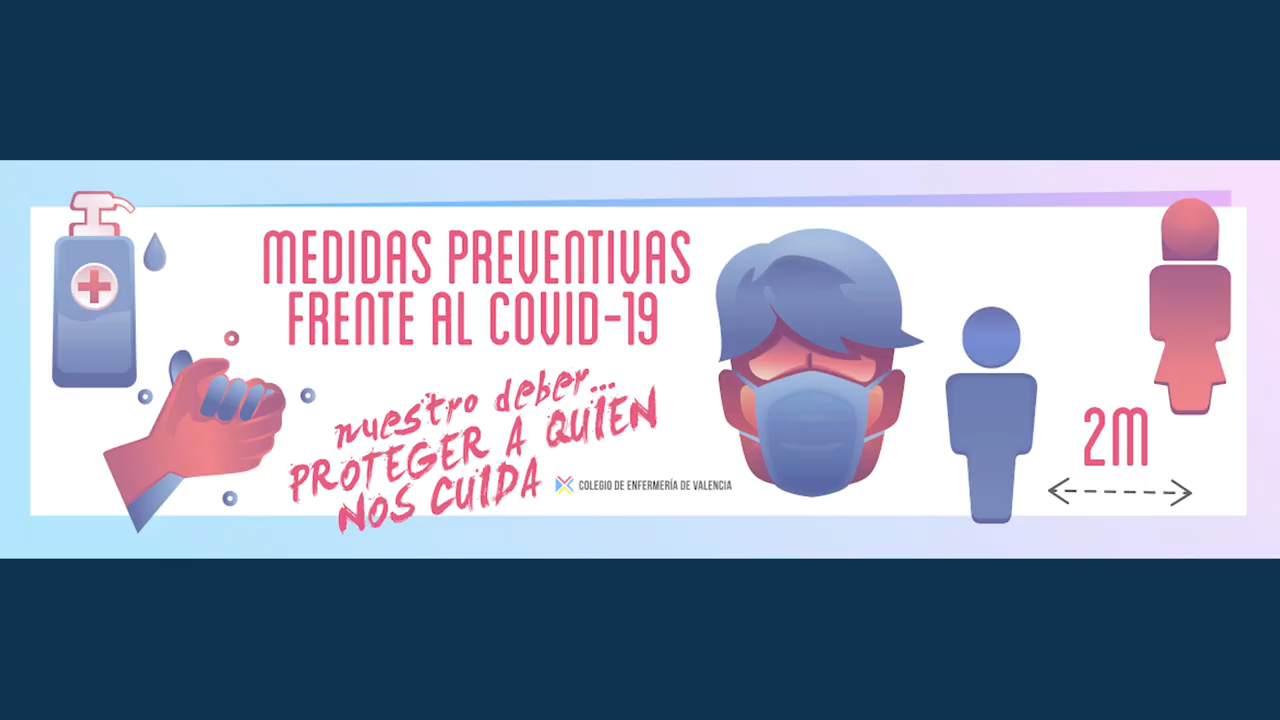 MEDIDAS PREVENTIVAS
FRENTE AL COVID-19
nuestro deber...
PROTEGER A QUIEN
NOS CUIDA
COLEGIO DE ENFERMERÍA DE VALENCIA
2M